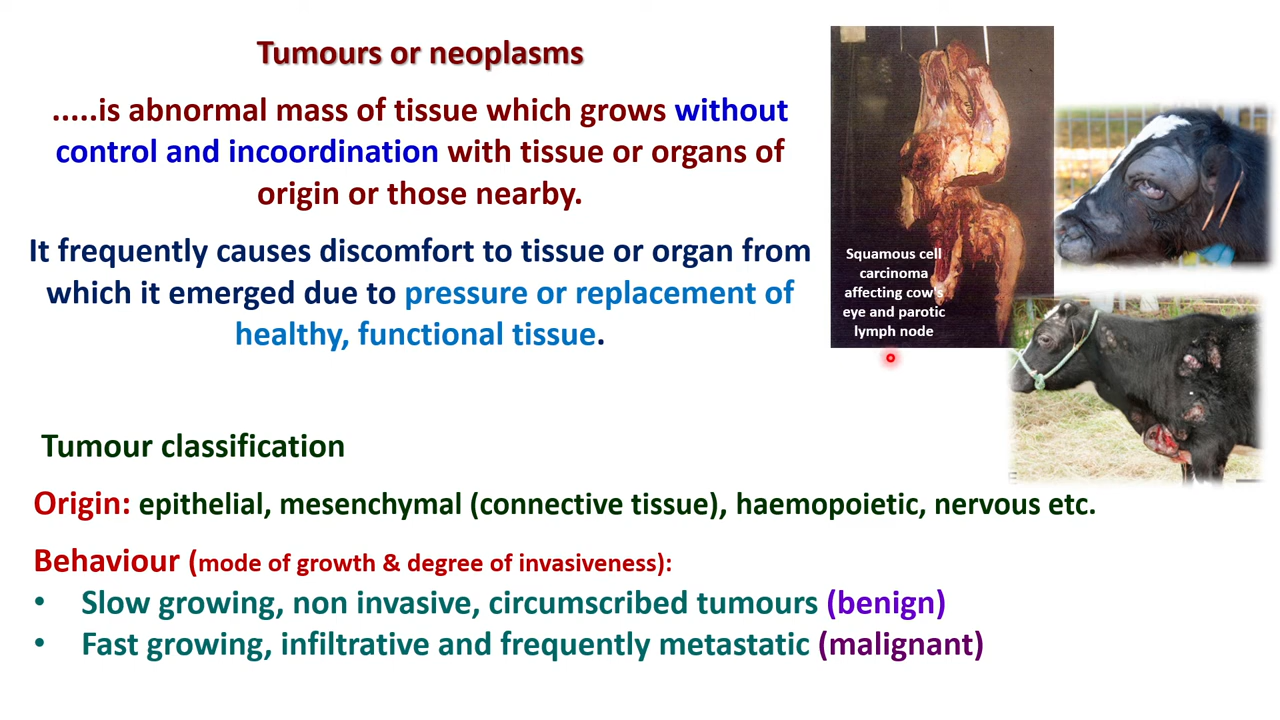 Tumours or neoplasms
.....is abnormal mass of tissue which grows without
control and incoordination with tissue or organs of
origin or those nearby.
It frequently causes discomfort to tissue or organ from
which it emerged due to pressure or replacement of
healthy, functional tissue.
Squamous cell
carcinoma
affecting cow's
eye and parotic
lymph node
Tumour classification
Origin: epithelial, mesenchymal (connective tissue), haemopoietic, nervous etc.
Behaviour (mode of growth & degree of invasiveness):
• Slow growing, non invasive, circumscribed tumours (benign)
• Fast growing, infiltrative and frequently metastatic (malignant)